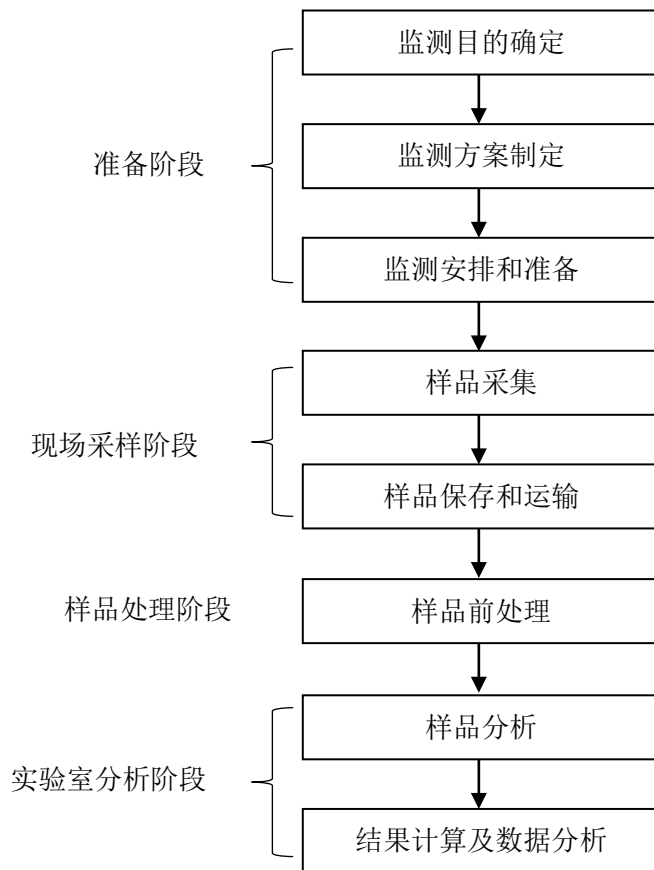 监测目的确定
准备阶段
监测方案制定
监测安排和准备
样品采集
现场采样阶段
样品保存和运输
样品处理阶段
样品前处理
样品分析
实验室分析阶段
结果计算及数据分析